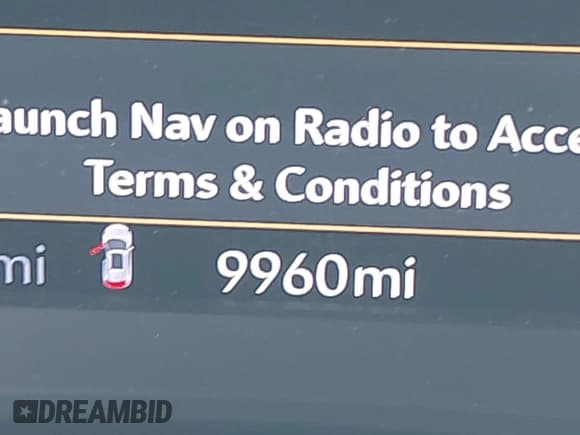 aunch Nav on Radio to Acce
Terms & Conditions
mi 9960mi
DREAMBID